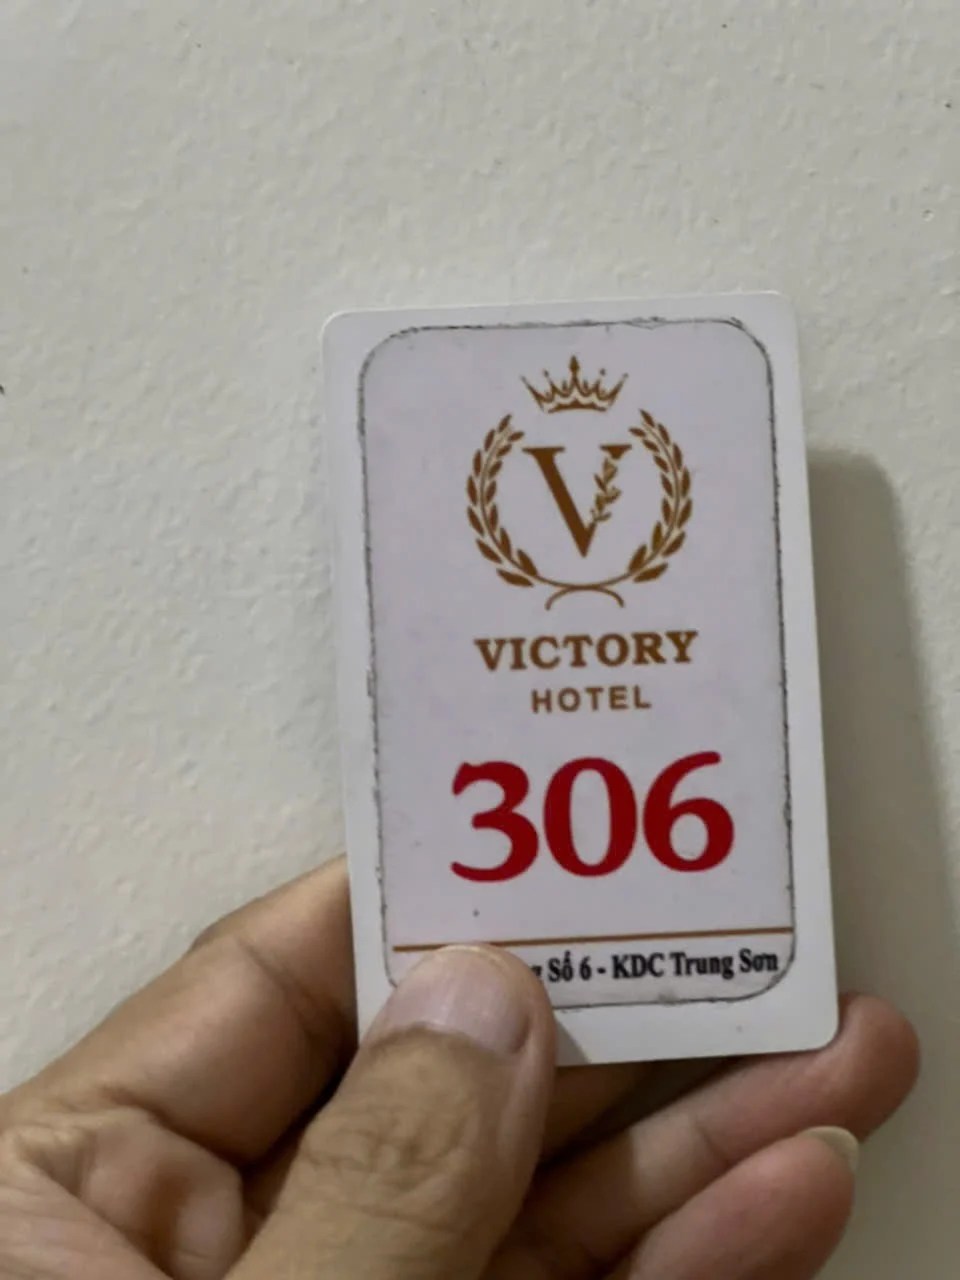 V
VICTORY
HOTEL
306
Số 6 - KDC Trung Sơn